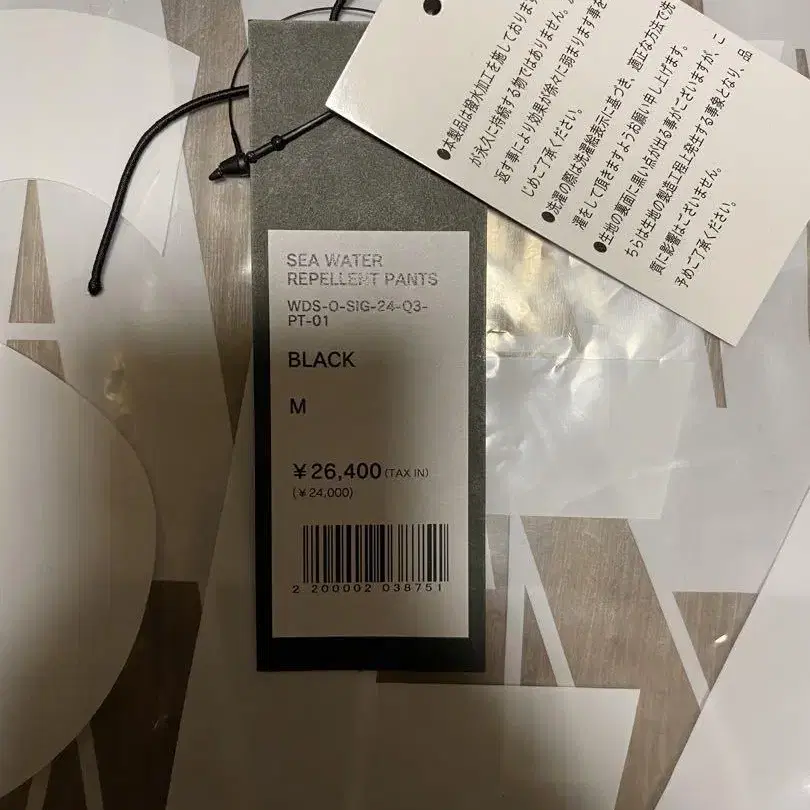 SEA WATER
REPELLENT PANTS
WDS-O-SIG-24-Q3-
PT-01
BLACK
M
￥26,400 (TAX IN)
(￥24,000)
2 200002 038751
●本製品は撥水加工を施しております
が永久に持続する物ではありません。
返す事により効果が徐々に弱まります事を
じめご了承ください。
●洗濯の際は洗濯絵表示に基づき、適正な方法で洗
濯をして頂きますようお願い申し上げます。
●生地の裏面に黒い点が出る事がございますが、こ
ちらは生地の製造工程上発生する事象となり、品
質に影響はございません。
予めご了承ください。